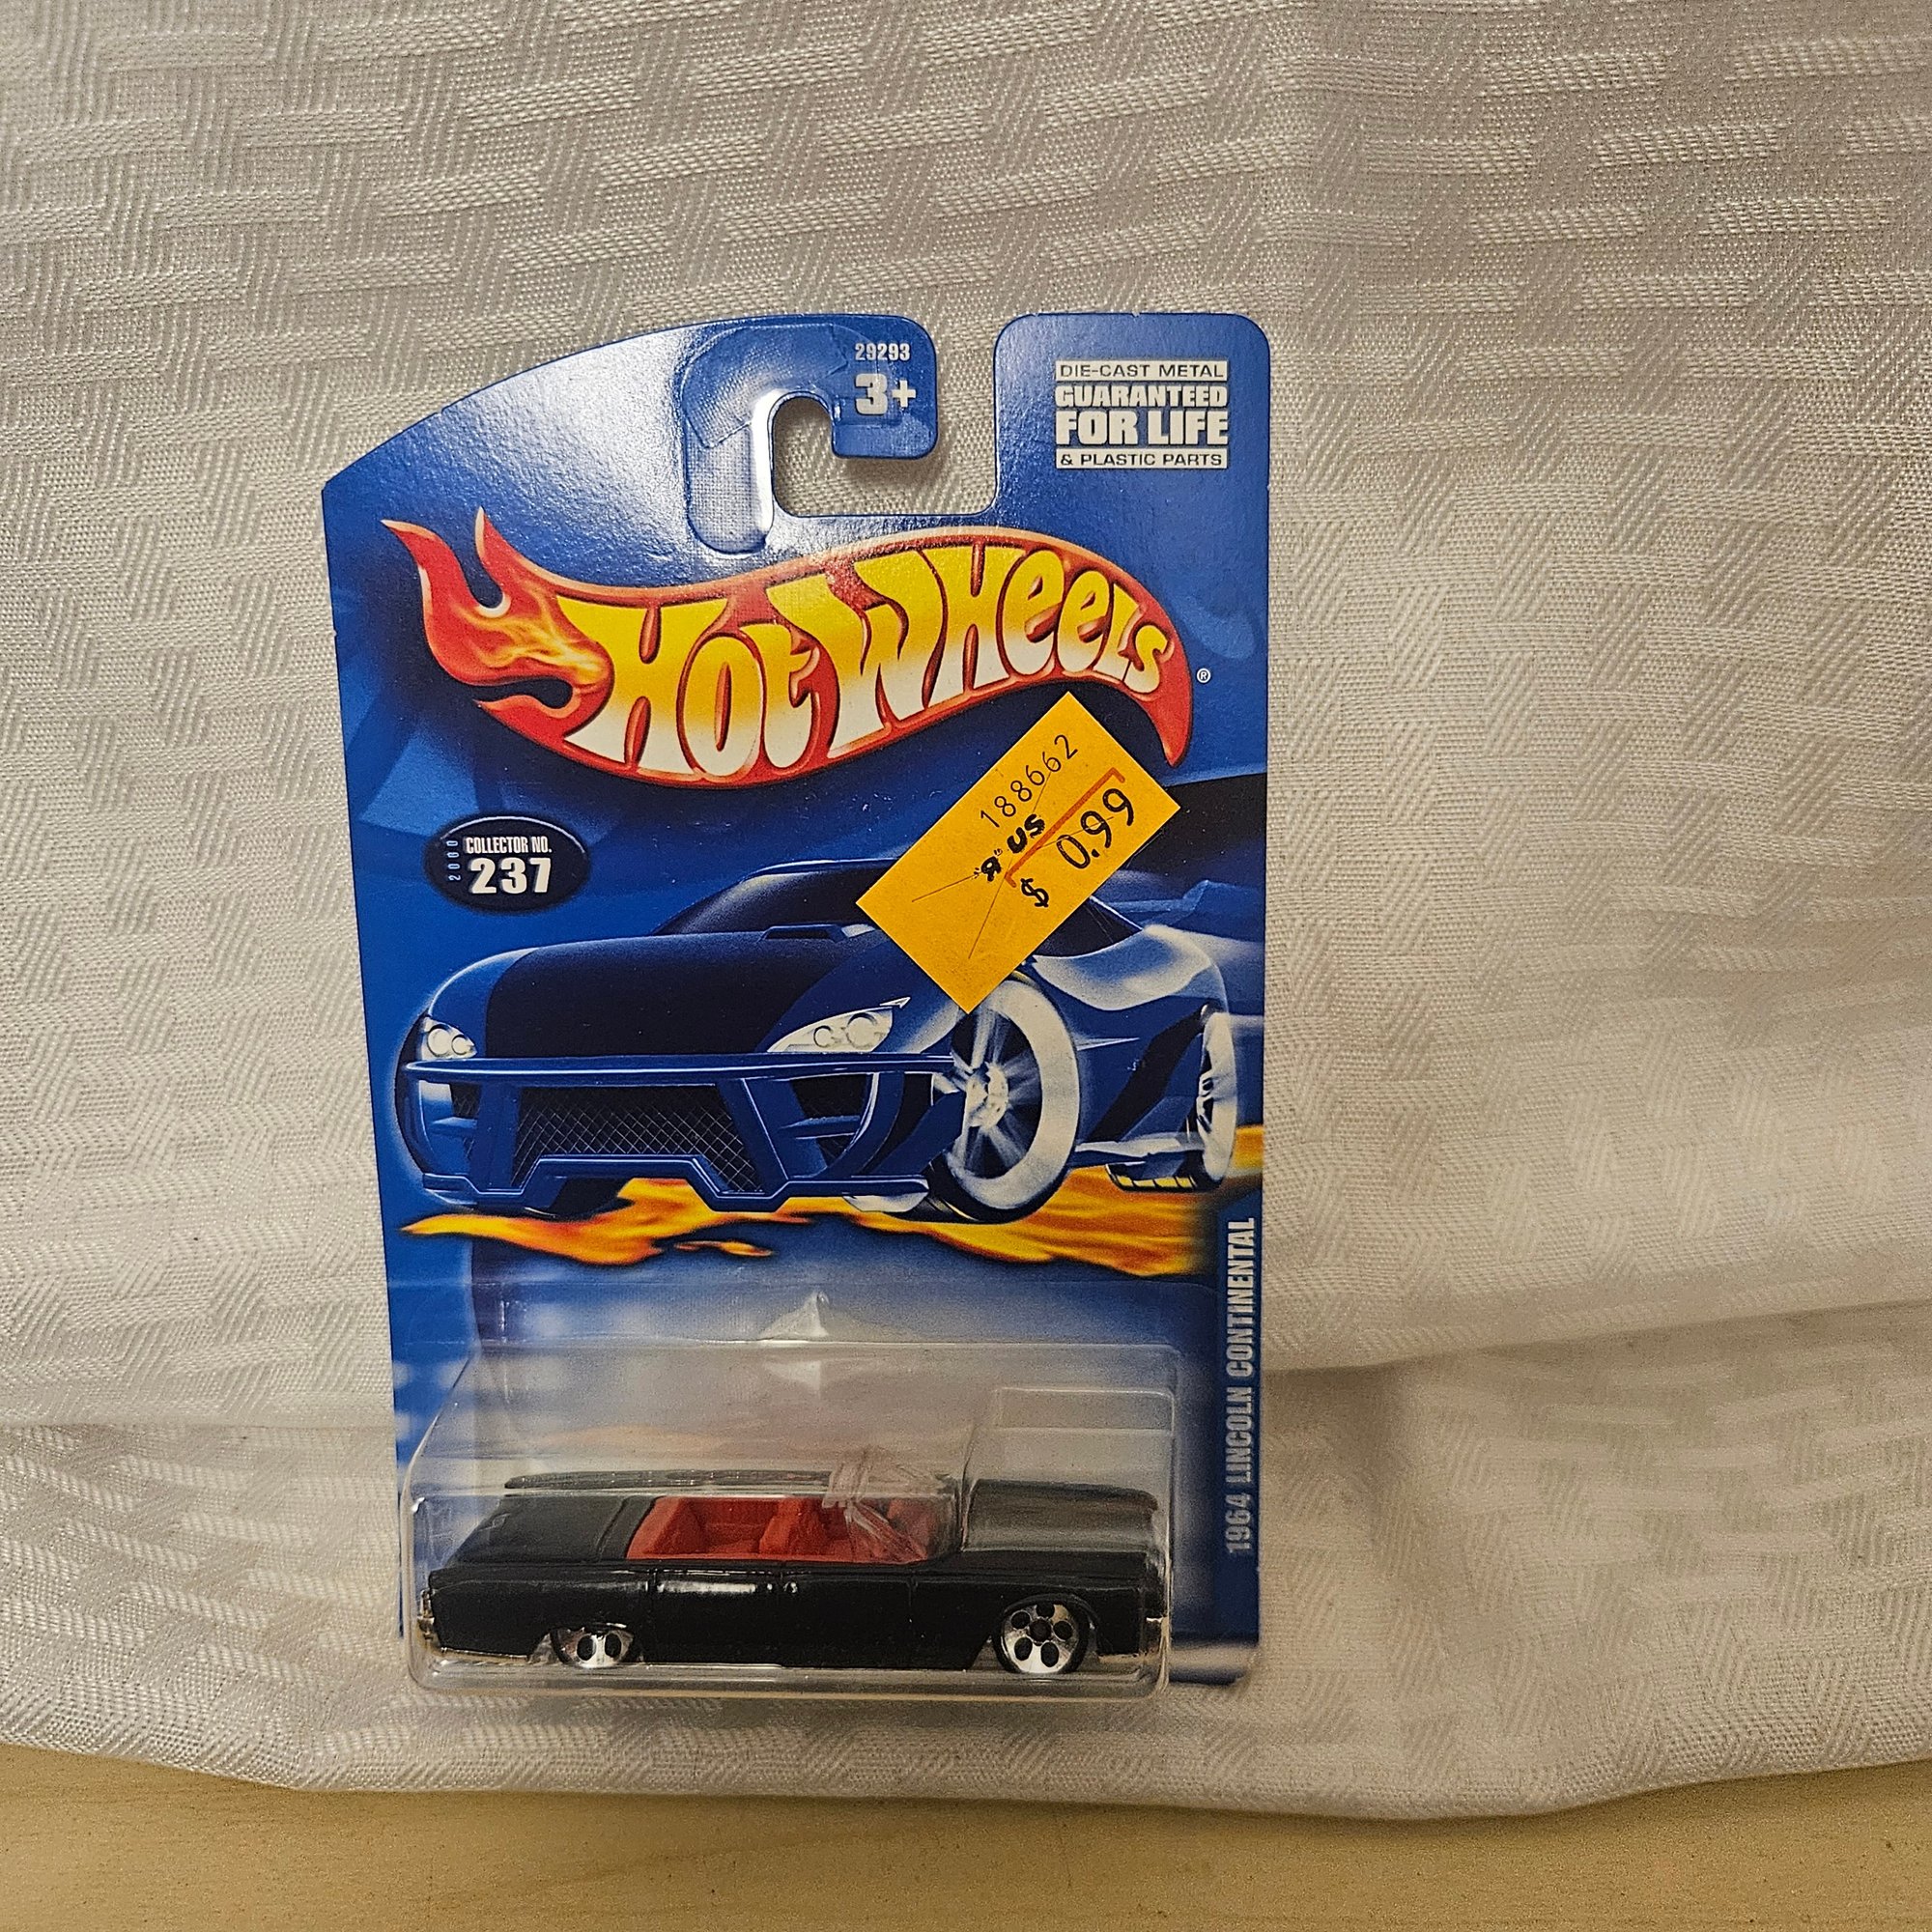 29293
3+
DIE-CAST METAL
GUARANTEED
FOR LIFE
& PLASTIC PARTS
HOT WHEELS®
188662
"R" US
$ 0.99
2000
COLLECTOR NO.
237
1964 LINCOLN CONTINENTAL